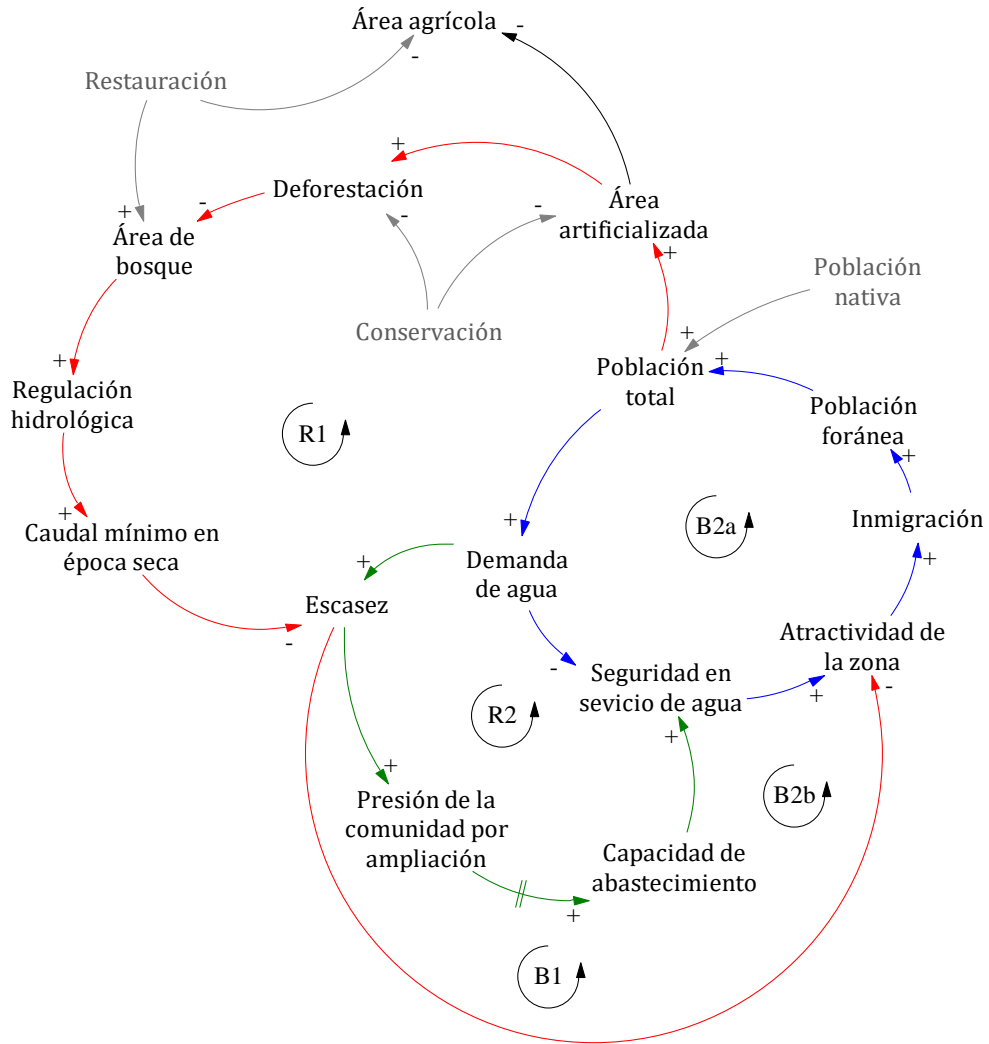 Área agrícola
-
-
Restauración
+
Deforestación
-
-
-
Área
artificializada
+
Área de
bosque
+
Población
nativa
Conservación
+
+
+
Regulación
hidrológica
Población
total
Población
foránea
R1
+
+
Caudal mínimo en
época seca
+
B2a
Inmigración
+
+
Demanda
de agua
Escasez
-
-
Atractividad de
la zona
Seguridad en
sevicio de agua
+
-
R2
+
+
B2b
Presión de la
comunidad por
ampliación
Capacidad de
abastecimiento
+
B1